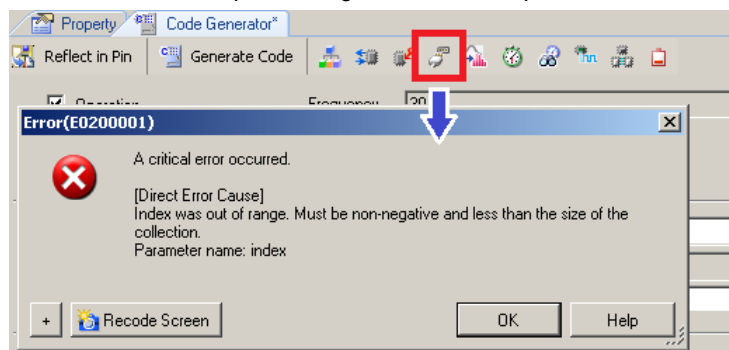 Property Code Generator*
Reflect in Pin Generate Code
Error(E0200001)
A critical error occurred.
[Direct Error Cause]
Index was out of range. Must be non-negative and less than the size of the
collection.
Parameter name: index
+ Recode Screen OK Help